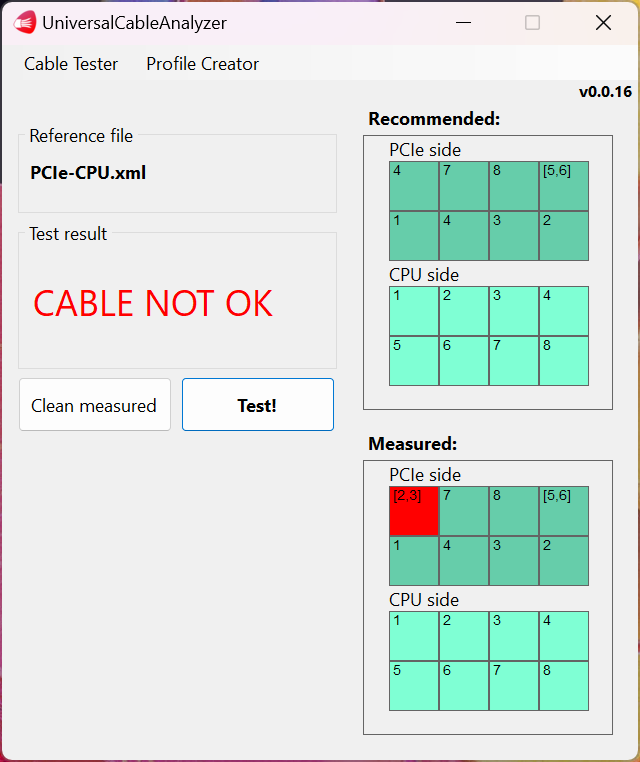 UniversalCableAnalyzer
Cable Tester Profile Creator
v0.0.16
Reference file
PCIe-CPU.xml
Test result
CABLE NOT OK
Clean measured Test!
Recommended:
PCIe side
4 7 8 [5,6]
1 4 3 2
CPU side
1 2 3 4
5 6 7 8
Measured:
PCIe side
[2,3] 7 8 [5,6]
1 4 3 2
CPU side
1 2 3 4
5 6 7 8